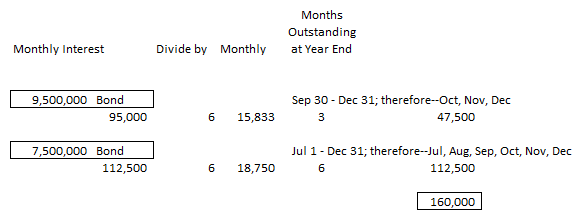 Months
Outstanding
Monthly Interest Divide by Monthly at Year End
9,500,000 Bond Sep 30 - Dec 31; therefore--Oct, Nov, Dec
95,000 6 15,833 3 47,500
7,500,000 Bond Jul 1 - Dec 31; therefore--Jul, Aug, Sep, Oct, Nov, Dec
112,500 6 18,750 6 112,500
160,000